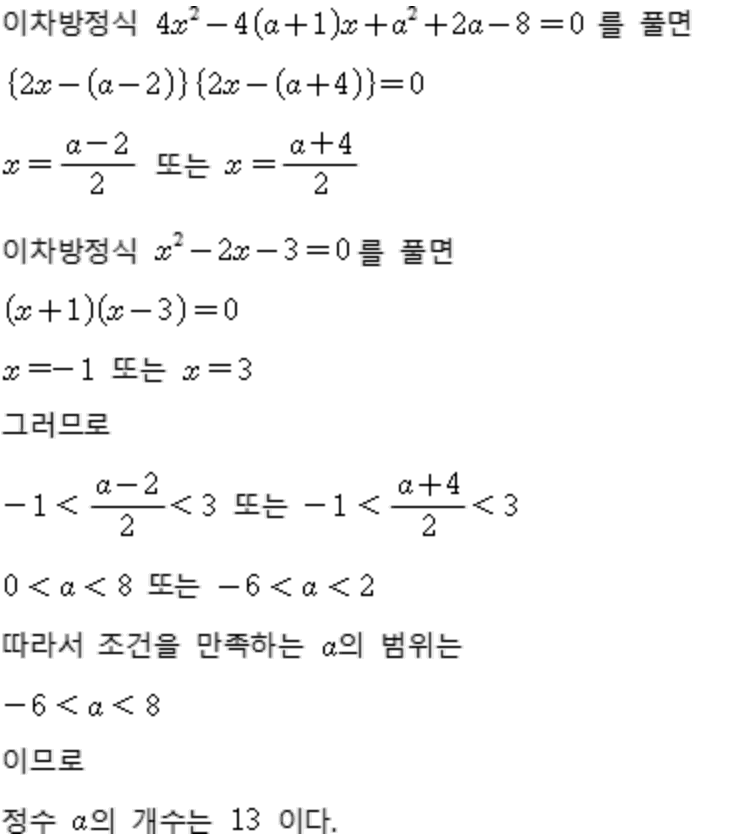 이차방정식 4x²−4(a+1)x+a²+2a−8=0 를 풀면
{2x−(a−2)}{2x−(a+4)}=0
x=\frac{a−2}{2} 또는 x=\frac{a+4}{2}
이차방정식 x²−2x−3=0를 풀면
(x+1)(x−3)=0
x=−1 또는 x=3
그러므로
−1<\frac{a−2}{2}<3 또는 −1<\frac{a+4}{2}<3
0<a<8 또는 −6<a<2
따라서 조건을 만족하는 a의 범위는
−6<a<8
이므로
정수 a의 개수는 13 이다.